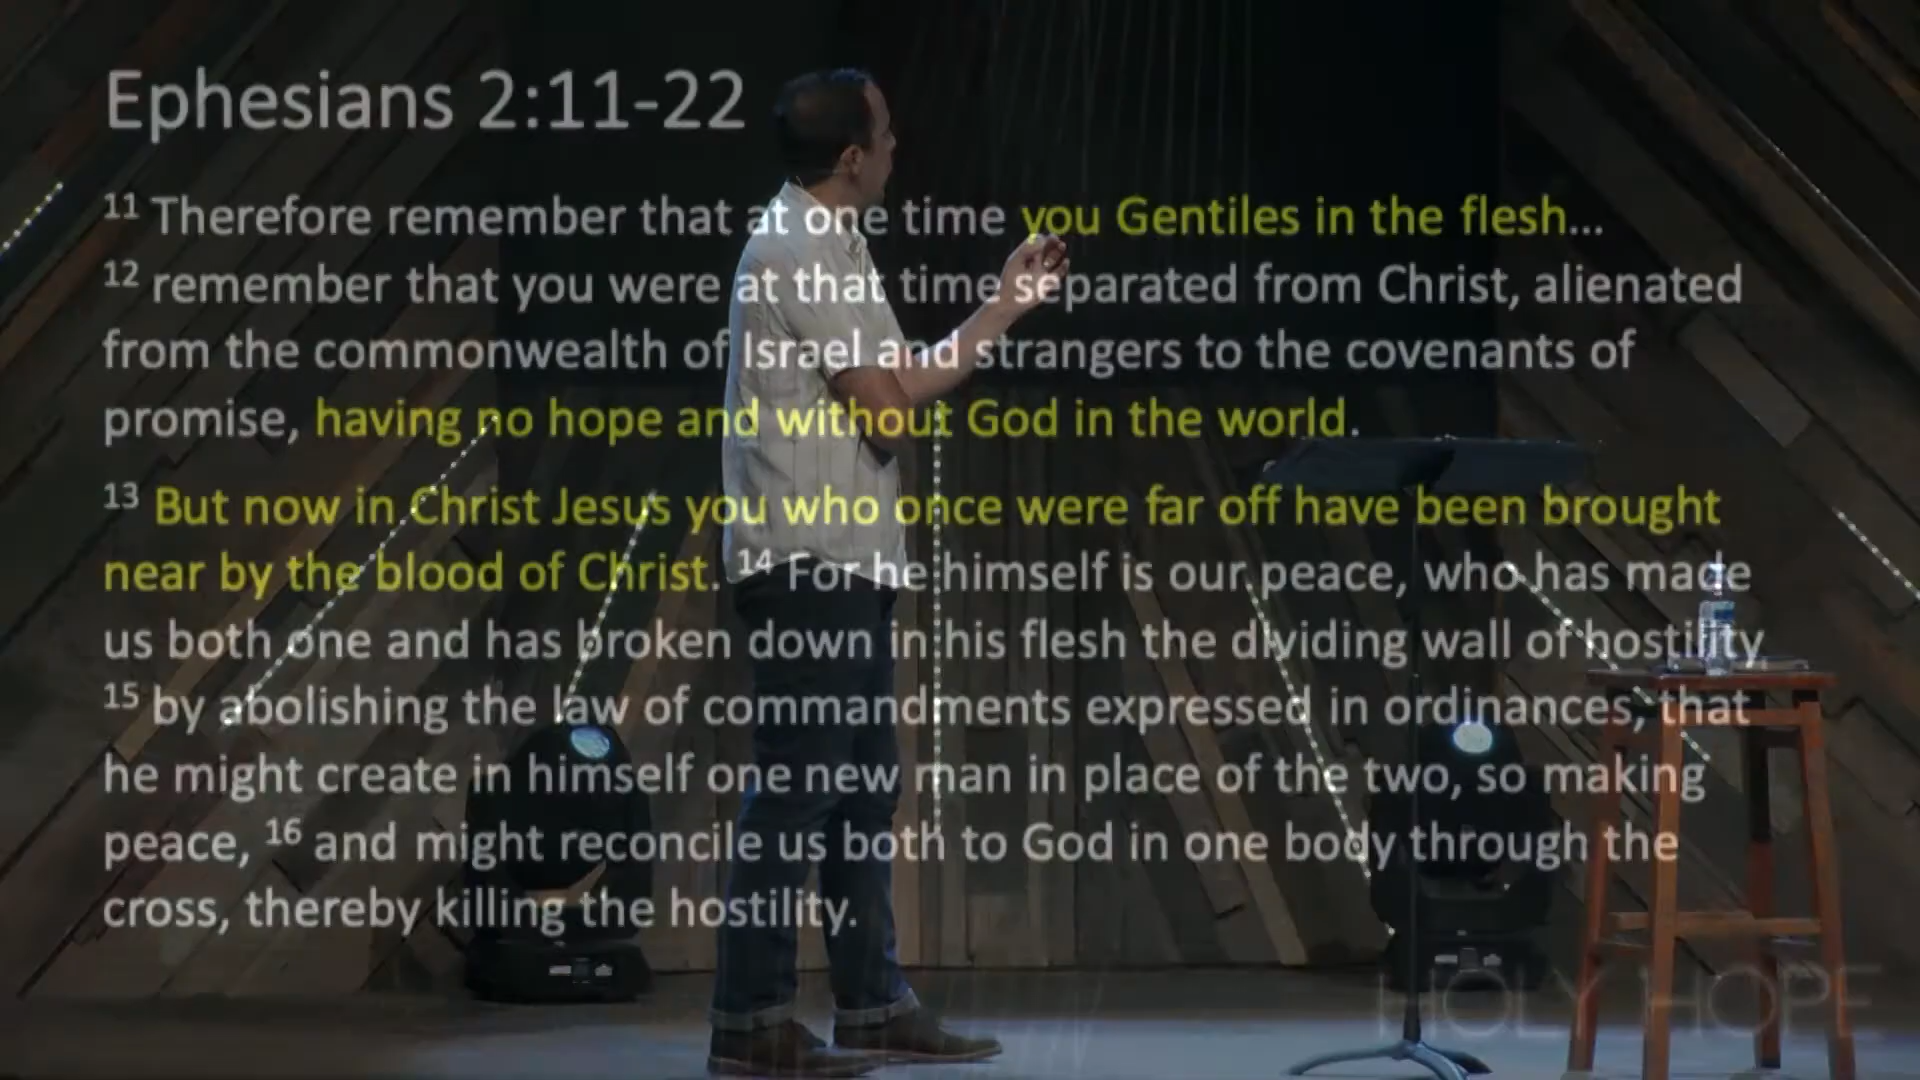 Ephesians 2:11-22
11 Therefore remember that at one time you Gentiles in the flesh...
12 remember that you were at that time separated from Christ, alienated
from the commonwealth of Israel and strangers to the covenants of
promise, having no hope and without God in the world.
13 But now in Christ Jesus you who once were far off have been brought
near by the blood of Christ. 14 For he himself is our peace, who has made
us both one and has broken down in his flesh the dividing wall of hostility
15 by abolishing the law of commandments expressed in ordinances, that
he might create in himself one new man in place of the two, so making
peace, 16 and might reconcile us both to God in one body through the
cross, thereby killing the hostility.
HOLY HOPE